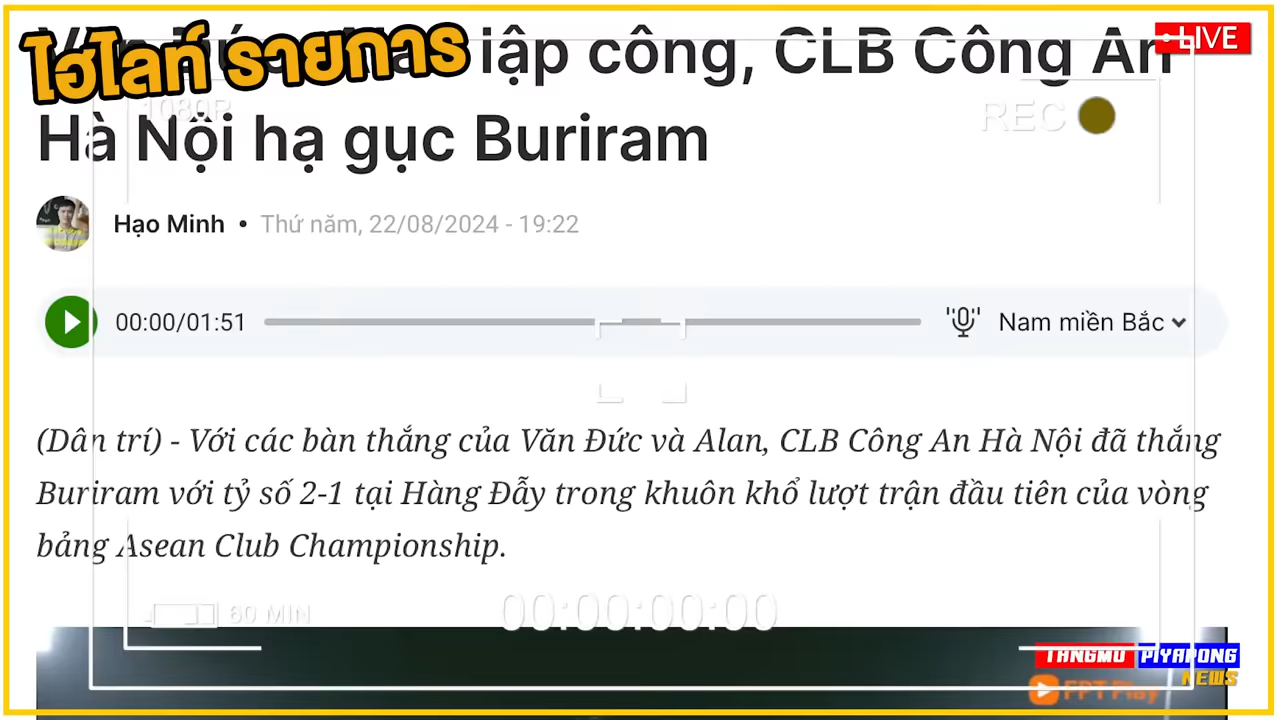 ไฮไลท์ รายการ
lập công, CLB Công An
LIVE
1080P
Hà Nội hạ gục Buriram
REC
Hạo Minh • Thứ năm, 22/08/2024 - 19:22
00:00/01:51
Nam miền Bắc
(Dân trí) - Với các bàn thắng của Văn Đức và Alan, CLB Công An Hà Nội đã thắng
Buriram với tỷ số 2-1 tại Hàng Đẫy trong khuôn khổ lượt trận đầu tiên của vòng
bảng Asean Club Championship.
60 MIN
00:00:00:00
TANGMO PIYAPONG
NEWS
FPT Play